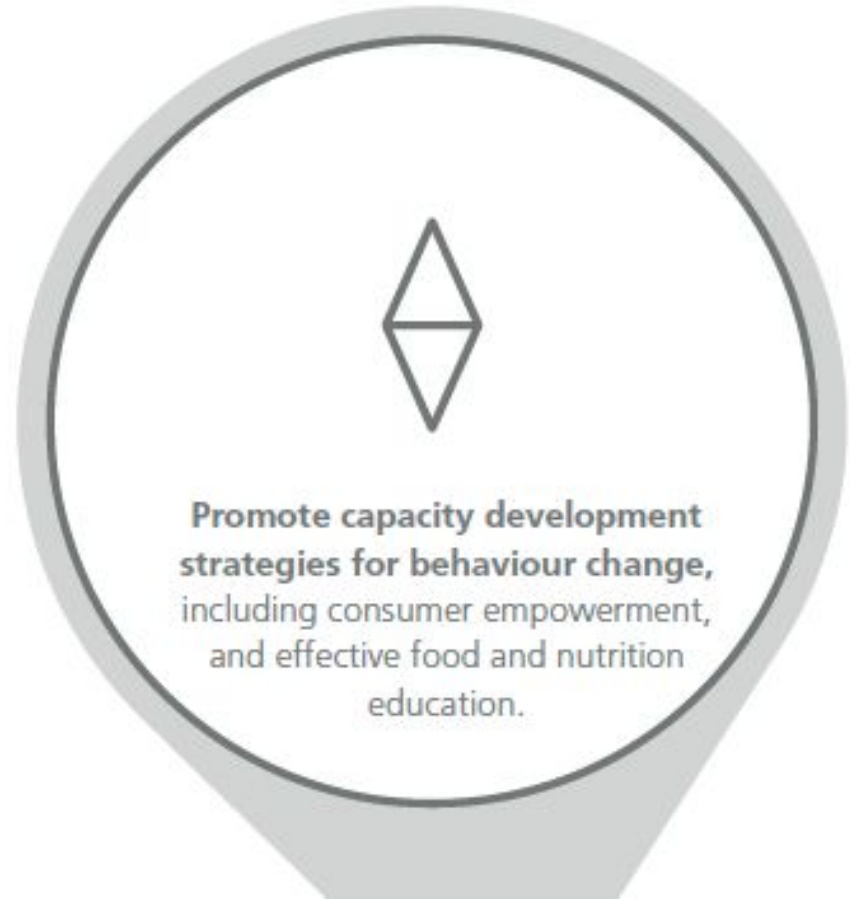 Promote capacity development
strategies for behaviour change,
including consumer empowerment,
and effective food and nutrition
education.